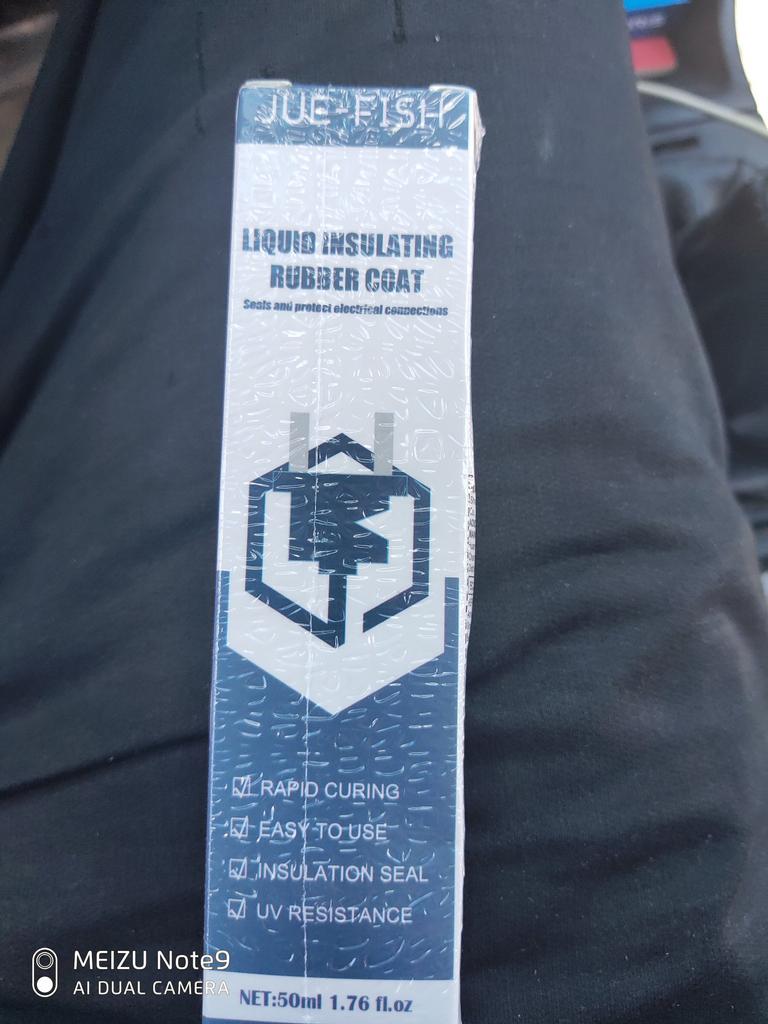 JUE-FISH
LIQUID INSULATING
RUBBER COAT
Seals and protect electrical connections
RAPID CURING
EASY TO USE
INSULATION SEAL
UV RESISTANCE
NET:50ml 1.76 fl.oz
MEIZU Note9
AI DUAL CAMERA